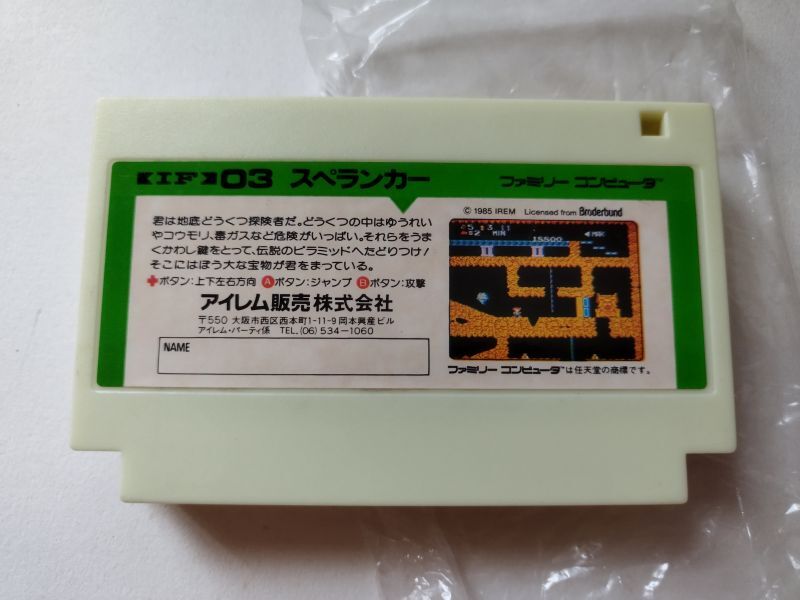 IF 03 スペランカー ファミリー コンピュータ™
© 1985 IREM Licensed from Brøderbund
君は地底どうくつ探険者だ。どうくつの中はゆうれい
やコウモリ、毒ガスなど危険がいっぱい。それらをうま
くかわし鍵をとって、伝説のピラミッドへたどりつけ!
そこにはぼう大な宝物が君をまっている。
✚ボタン:上下左右方向 Ⓐボタン:ジャンプ Ⓑボタン:攻撃
アイレム販売株式会社
〒550 大阪市西区西本町1-11-9 岡本興産ビル
アイレム・パーティ係 TEL.(06)534-1060
NAME
MIN
15500
MAX
ファミリー コンピュータ™は任天堂の商標です。